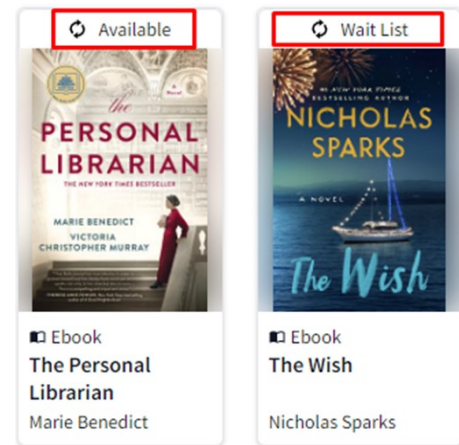 Available
the
A Novel
PERSONAL
LIBRARIAN
THE NEW YORK TIMES BESTSELLER
MARIE BENEDICT
VICTORIA
CHRISTOPHER MURRAY
Ebook
The Personal
Librarian
Marie Benedict
Wait List
#1 NEW YORK TIMES
BESTSELLING AUTHOR
NICHOLAS
SPARKS
A NOVEL
The Wish
Ebook
The Wish
Nicholas Sparks